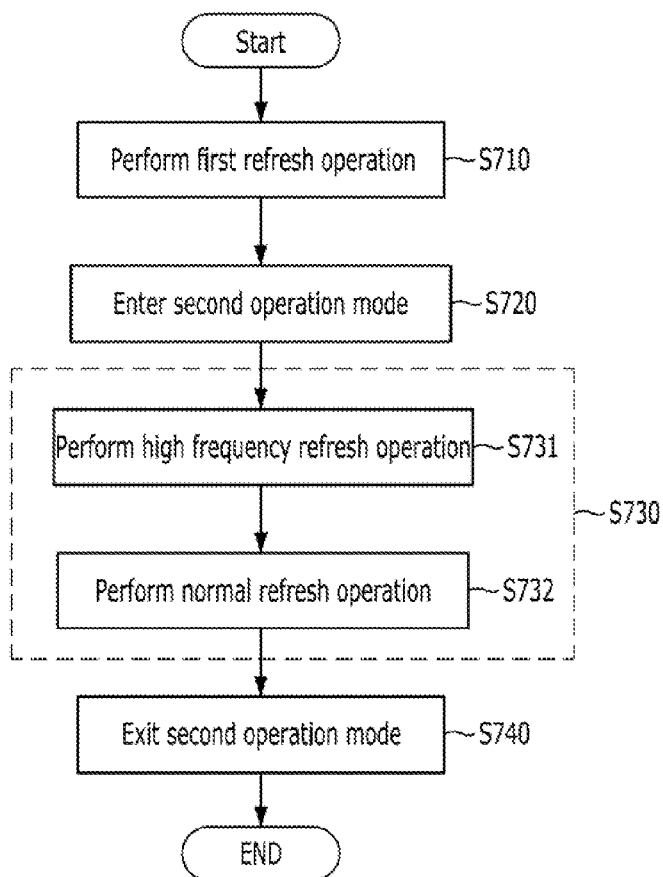 Start
Perform first refresh operation
S710
Enter second operation mode
S720
Perform high frequency refresh operation
S731
S730
Perform normal refresh operation
S732
Exit second operation mode
S740
END